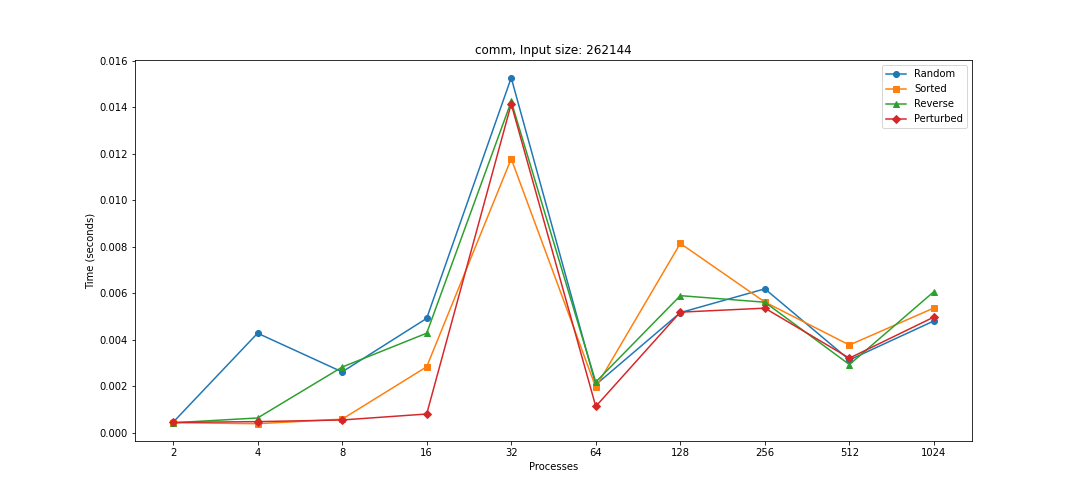 comm, Input size: 262144
Random
Sorted
Reverse
Perturbed
Time (seconds)
0.016
0.014
0.012
0.010
0.008
0.006
0.004
0.002
0.000
2 4 8 16 32 64 128 256 512 1024
Processes